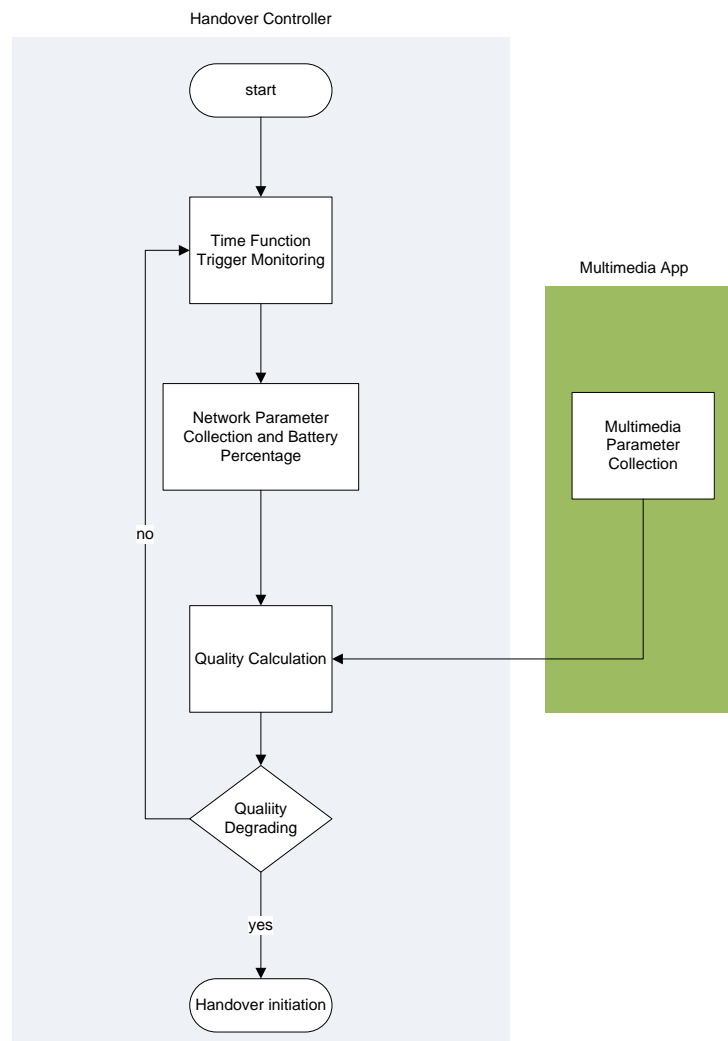 Handover Controller
start
Time Function
Trigger Monitoring
Multimedia App
Network Parameter
Collection and Battery
Percentage
Multimedia
Parameter
Collection
no
Quality Calculation
Qualiity
Degrading
yes
Handover initiation